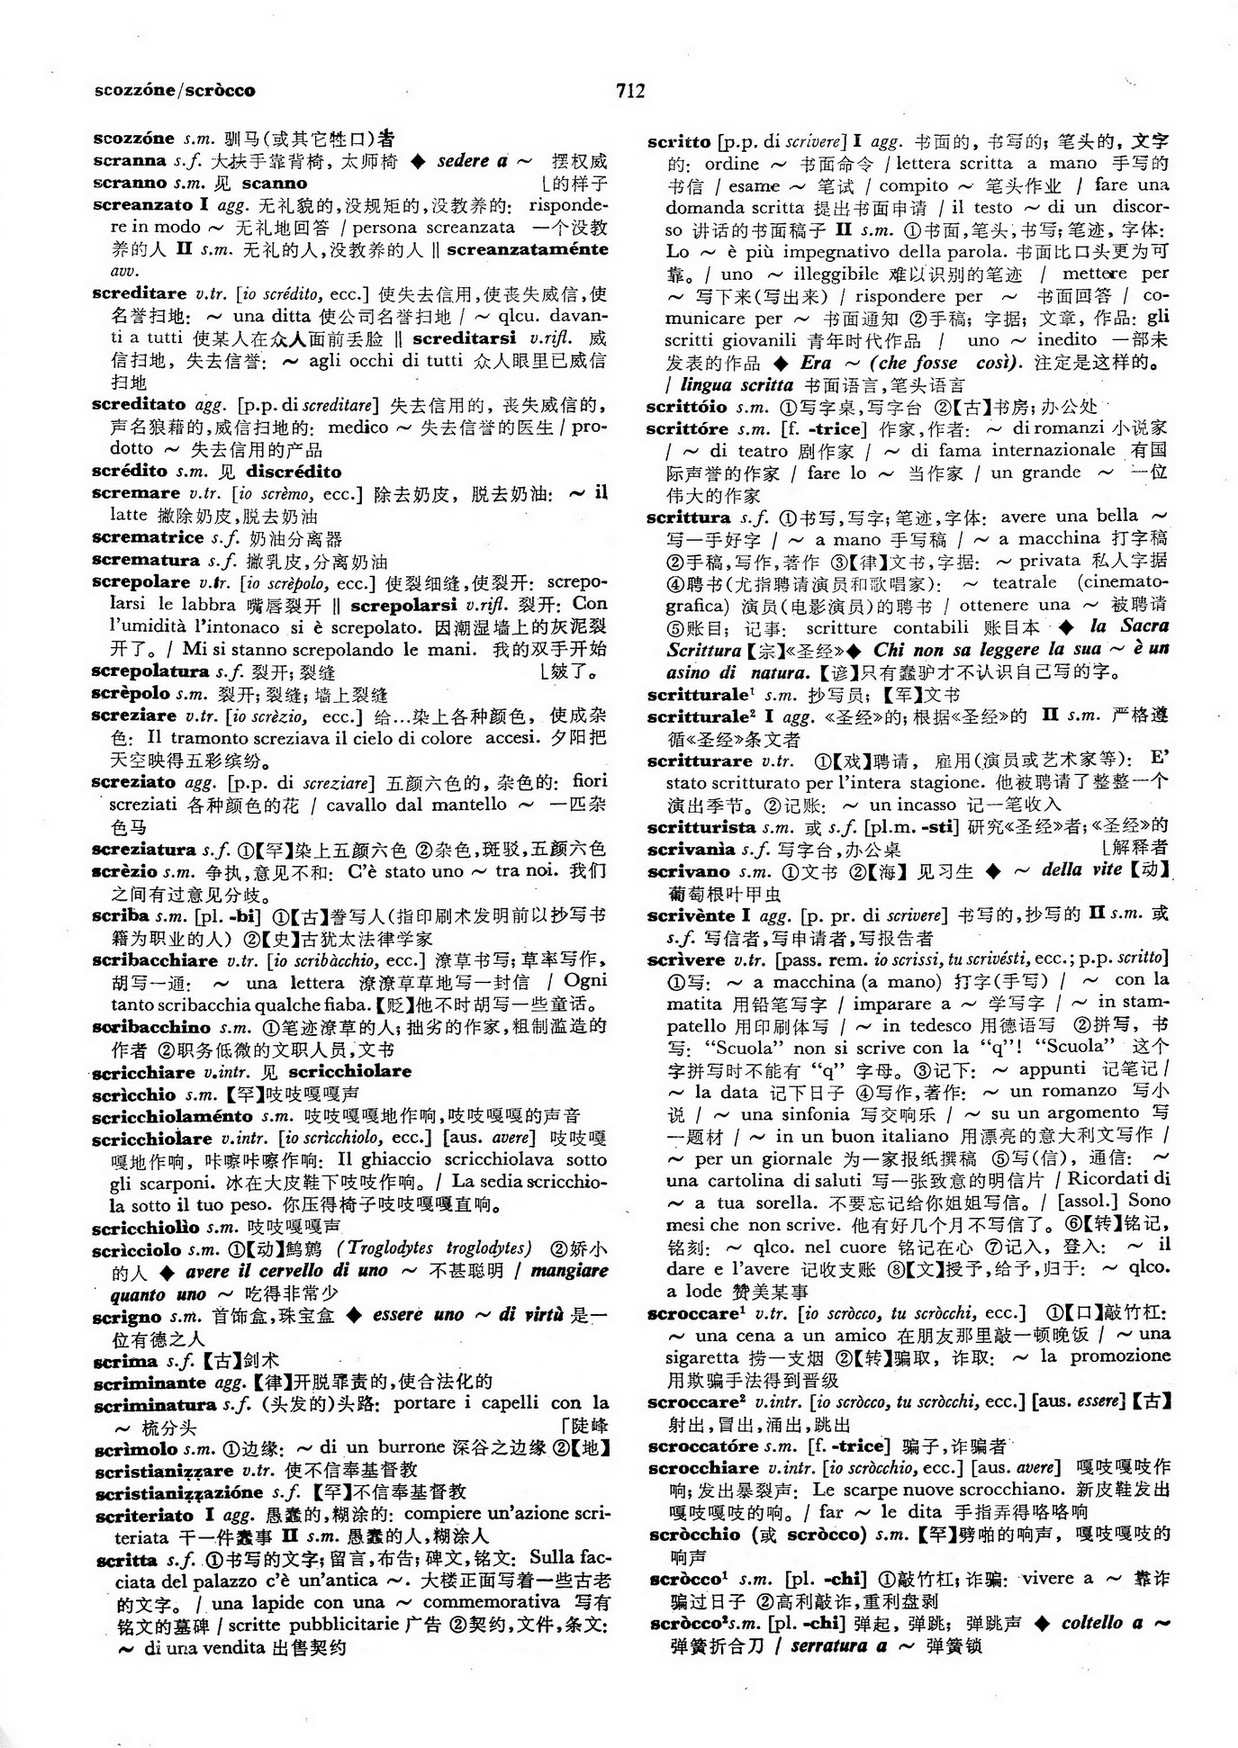 scozzóne/scròcco
712
scozzóne s.m. 驯马(或其它牲口)者
scranna s.f. 大扶手靠背椅, 太师椅 ◆ sedere a ～ 摆权威
scranno s.m. 见 scanno ⌊的样子
screanzato I agg. 无礼貌的,没规矩的,没教养的: risponde-
re in modo ～ 无礼地回答 / persona screanzata 一个没教
养的人 II s.m. 无礼的人,没教养的人 ‖ screanzataménte
avv.
screditare v.tr. [io scrédito, ecc.] 使失去信用,使丧失威信,使
名誉扫地: ～ una ditta 使公司名誉扫地 / ～ qlcu. davan-
ti a tutti 使某人在众人面前丢脸 ‖ screditarsi v.rifl. 威
信扫地, 失去信誉: ～ agli occhi di tutti 众人眼里已威信
扫地
screditato agg. [p.p. di screditare] 失去信用的, 丧失威信的,
声名狼藉的,威信扫地的: medico ～ 失去信誉的医生 / pro-
dotto ～ 失去信用的产品
scrédito s.m. 见 discrédito
scremare v.tr. [io scrèmo, ecc.] 除去奶皮, 脱去奶油: ～ il
latte 撇除奶皮,脱去奶油
scrematrice s.f. 奶油分离器
scrematura s.f. 撇乳皮,分离奶油
screpolare v.tr. [io scrèpolo, ecc.] 使裂细缝,使裂开: screpo-
larsi le labbra 嘴唇裂开 ‖ screpolarsi v.rifl. 裂开: Con
l'umidità l'intonaco si è screpolato. 因潮湿墙上的灰泥裂
开了。 / Mi si stanno screpolando le mani. 我的双手开始
screpolatura s.f. 裂开; 裂缝 ⌊皴了。
scrèpolo s.m. 裂开; 裂缝; 墙上裂缝
screziare v.tr. [io scrèzio, ecc.] 给…染上各种颜色, 使成杂
色: Il tramonto screziava il cielo di colore accesi. 夕阳把
天空映得五彩缤纷。
screziato agg. [p.p. di screziare] 五颜六色的, 杂色的: fiori
screziati 各种颜色的花 / cavallo dal mantello ～ 一匹杂
色马
screziatura s.f. ①【罕】染上五颜六色 ②杂色,斑驳,五颜六色
scrèzio s.m. 争执,意见不和: C'è stato uno ～ tra noi. 我们
之间有过意见分歧。
scriba s.m. [pl. -bi] ①【古】誊写人(指印刷术发明前以抄写书
籍为职业的人) ②【史】古犹太法律学家
scribacchiare v.tr. [io scribàcchio, ecc.] 潦草书写; 草率写作,
胡写一通: ～ una lettera 潦潦草草地写一封信 / Ogni
tanto scribacchia qualche fiaba.【贬】他不时胡写一些童话。
scribacchino s.m. ①笔迹潦草的人; 拙劣的作家,粗制滥造的
作者 ②职务低微的文职人员,文书
scricchiare v.intr. 见 scricchiolare
scrìcchio s.m. 【罕】吱吱嘎嘎声
scricchiolaménto s.m. 吱吱嘎嘎地作响,吱吱嘎嘎的声音
scricchiolare v.intr. [io scrìcchiolo, ecc.] [aus. avere] 吱吱嘎
嘎地作响, 咔嚓咔嚓作响: Il ghiaccio scricchiolava sotto
gli scarponi. 冰在大皮鞋下吱吱作响。 / La sedia scricchio-
la sotto il tuo peso. 你压得椅子吱吱嘎嘎直响。
scricchiolìo s.m. 吱吱嘎嘎声
scrìcciolo s.m. ①【动】鹪鹩 (Troglodytes troglodytes) ②娇小
的人 ◆ avere il cervello di uno ～ 不甚聪明 / mangiare
quanto uno ～ 吃得非常少
scrigno s.m. 首饰盒,珠宝盒 ◆ essere uno ～ di virtù 是一
位有德之人
scrima s.f. 【古】剑术
scriminante agg. 【律】开脱罪责的,使合法化的
scriminatura s.f. (头发的)头路: portare i capelli con la
～ 梳分头 ⌈陡峰
scrìmolo s.m. ①边缘: ～ di un burrone 深谷之边缘 ②【地】
scristianizzare v.tr. 使不信奉基督教
scristianizzazióne s.f. 【罕】不信奉基督教
scriteriato I agg. 愚蠢的,糊涂的: compiere un'azione scri-
teriata 干一件蠢事 II s.m. 愚蠢的人,糊涂人
scritta s.f. ①书写的文字; 留言,布告; 碑文,铭文: Sulla fac-
ciata del palazzo c'è un'antica ～. 大楼正面写着一些古老
的文字。 / una lapide con una ～ commemorativa 写有
铭文的墓碑 / scritte pubblicitarie 广告 ②契约,文件,条文:
～ di una vendita 出售契约
scritto [p.p. di scrivere] I agg. 书面的, 书写的; 笔头的, 文字
的: ordine ～ 书面命令 / lettera scritta a mano 手写的
书信 / esame ～ 笔试 / compito ～ 笔头作业 / fare una
domanda scritta 提出书面申请 / il testo ～ di un discor-
so 讲话的书面稿子 II s.m. ①书面,笔头; 书写; 笔迹, 字体:
Lo ～ è più impegnativo della parola. 书面比口头更为可
靠。/ uno ～ illeggibile 难以识别的笔迹 / mettere per
～ 写下来(写出来) / rispondere per ～ 书面回答 / co-
municare per ～ 书面通知 ②手稿; 字据; 文章, 作品: gli
scritti giovanili 青年时代作品 / uno ～ inedito 一部未
发表的作品 ◆ Era ～ (che fosse così). 注定是这样的。
/ lingua scritta 书面语言,笔头语言
scrittóio s.m. ①写字桌,写字台 ②【古】书房; 办公处
scrittóre s.m. [f. -trice] 作家,作者: ～ di romanzi 小说家
/ ～ di teatro 剧作家 / ～ di fama internazionale 有国
际声誉的作家 / fare lo ～ 当作家 / un grande ～ 一位
伟大的作家
scrittura s.f. ①书写,写字; 笔迹,字体: avere una bella ～
写一手好字 / ～ a mano 手写稿 / ～ a macchina 打字稿
②手稿,写作,著作 ③【律】文书,字据: ～ privata 私人字据
④聘书(尤指聘请演员和歌唱家): ～ teatrale (cinemato-
grafica) 演员(电影演员)的聘书 / ottenere una ～ 被聘请
⑤账目; 记事: scritture contabili 账目本 ◆ la Sacra
Scrittura【宗】《圣经》◆ Chi non sa leggere la sua ～ è un
asino di natura.【谚】只有蠢驴才不认识自己写的字。
scritturale¹ s.m. 抄写员; 【军】文书
scritturale² I agg. 《圣经》的; 根据《圣经》的 II s.m. 严格遵
循《圣经》条文者
scritturare v.tr. ①【戏】聘请, 雇用(演员或艺术家等): E'
stato scritturato per l'intera stagione. 他被聘请了整整一个
演出季节。②记账: ～ un incasso 记一笔收入
scritturista s.m. 或 s.f. [pl.m. -sti] 研究《圣经》者;《圣经》的
scrivanìa s.f. 写字台,办公桌 ⌊解释者
scrivano s.m. ①文书 ②【海】见习生 ◆ ～ della vite【动】
葡萄根叶甲虫
scrivènte I agg. [p. pr. di scrivere] 书写的,抄写的 II s.m. 或
s.f. 写信者,写申请者,写报告者
scrìvere v.tr. [pass. rem. io scrissi, tu scrivésti, ecc.; p.p. scritto]
①写: ～ a macchina (a mano) 打字(手写) / ～ con la
matita 用铅笔写字 / imparare a ～ 学写字 / ～ in stam-
patello 用印刷体写 / ～ in tedesco 用德语写 ②拼写, 书
写: “Scuola” non si scrive con la “q”! “Scuola” 这个
字拼写时不能有 “q” 字母。③记下: ～ appunti 记笔记 /
～ la data 记下日子 ④写作,著作: ～ un romanzo 写小
说 / ～ una sinfonia 写交响乐 / ～ su un argomento 写
一题材 / ～ in un buon italiano 用漂亮的意大利文写作 /
～ per un giornale 为一家报纸撰稿 ⑤写(信), 通信: ～
una cartolina di saluti 写一张致意的明信片 / Ricordati di
～ a tua sorella. 不要忘记给你姐姐写信。/ [assol.] Sono
mesi che non scrive. 他有好几个月不写信了。⑥【转】铭记,
铭刻: ～ qlco. nel cuore 铭记在心 ⑦记入, 登入: ～ il
dare e l'avere 记收支账 ⑧【文】授予,给予,归于: ～ qlco.
a lode 赞美某事
scroccare¹ v.tr. [io scròcco, tu scròcchi, ecc.] ①【口】敲竹杠:
～ una cena a un amico 在朋友那里敲一顿晚饭 / ～ una
sigaretta 捞一支烟 ②【转】骗取, 诈取: ～ la promozione
用欺骗手法得到晋级
scroccare² v.intr. [io scròcco, tu scròcchi, ecc.] [aus. essere]【古】
射出,冒出,涌出,跳出
scroccatóre s.m. [f. -trice] 骗子,诈骗者
scrocchiare v.intr. [io scròcchio, ecc.] [aus. avere] 嘎吱嘎吱作
响; 发出暴裂声: Le scarpe nuove scrocchiano. 新皮鞋发出
嘎吱嘎吱的响。/ far ～ le dita 手指弄得咯咯响
scròcchio (或 scròcco) s.m. 【罕】劈啪的响声, 嘎吱嘎吱的
响声
scròcco¹ s.m. [pl. -chi] ①敲竹杠; 诈骗: vivere a ～ 靠诈
骗过日子 ②高利敲诈,重利盘剥
scròcco² s.m. [pl. -chi] 弹起, 弹跳; 弹跳声 ◆ coltello a ～
弹簧折合刀 / serratura a ～ 弹簧锁